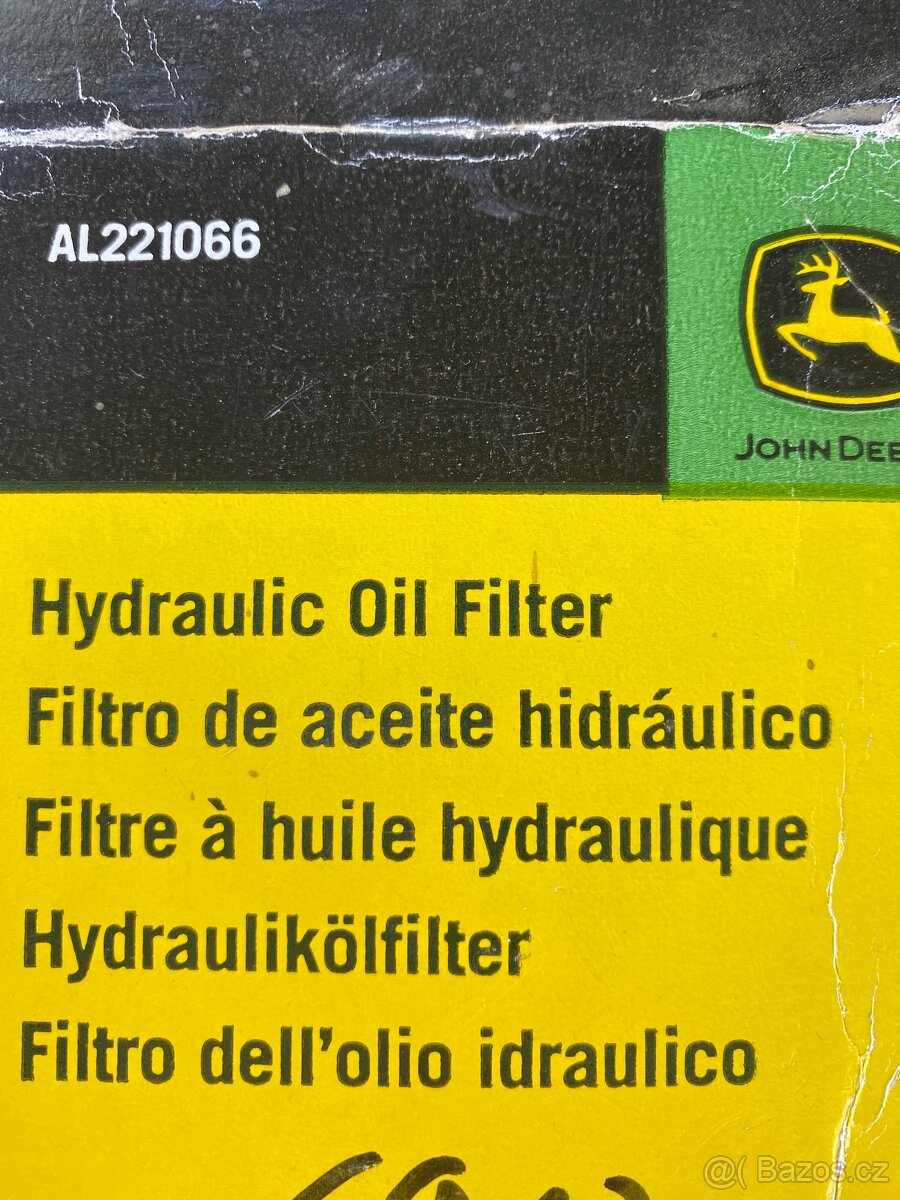 AL221066
JOHN DEE
Hydraulic Oil Filter
Filtro de aceite hidráulico
Filtre à huile hydraulique
Hydraulikölfilter
Filtro dell'olio idraulico
@( Bazos.cz